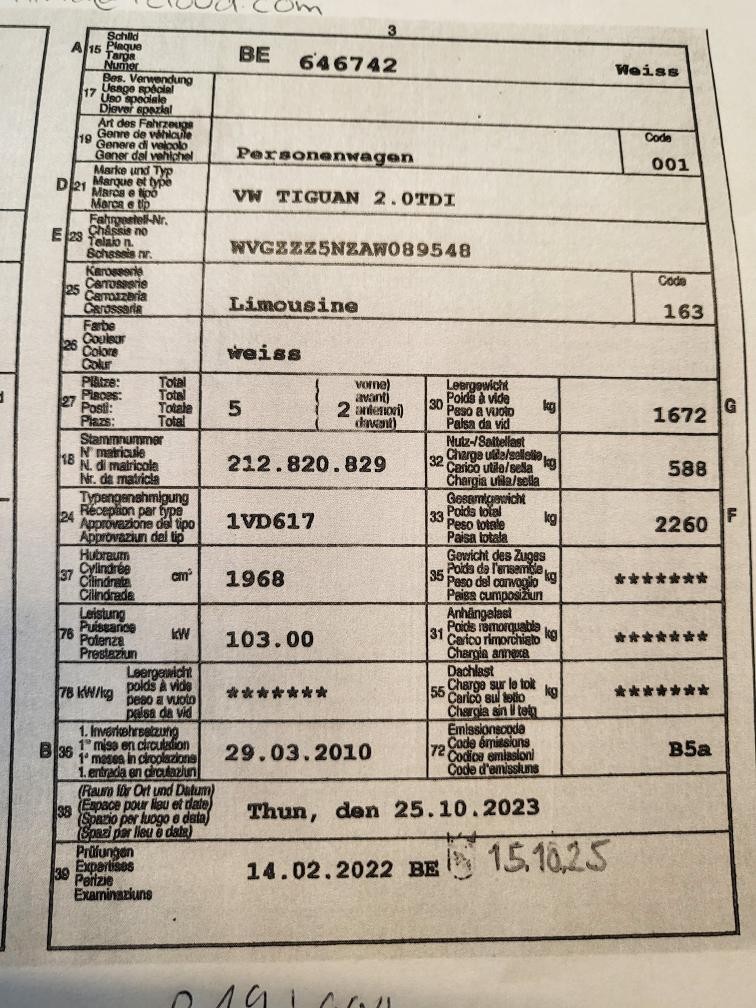 icloud.com
3
A 15 Schild Plaque Targa Numer BE 646742 Weiss
17 Bes. Verwendung
Usage spécial
Uso speciale
Diever spezial
19 Art des Fahrzeugs
Genre de véhicule
Genere di veicolo
Gener dal vehichel
Personenwagen
Code
001
D 21 Marke und Typ
Marque et type
Marca e tipo
Marca e tip
VW TIGUAN 2.0TDI
E 23 Fahrgestell-Nr.
Châssis no
Telaio n.
Schassis nr.
WVGZZZ5NZAW089548
25 Karosserie
Carrosserie
Carrozzeria
Carossaria
Limousine
Code
163
26 Farbe
Couleur
Colore
Colur
weiss
27 Plätze: Total
Places: Total
Posti: Totale
Plazs: Total
5
( 2 vorne)
avant)
anteriori)
davant)
30 Leergewicht
Poids à vide
Peso a vuoto
Paisa da vid
kg
1672
G
18 Stammnummer
N° matricule
N. di matricola
Nr. da matricla
212.820.829
32 Nutz-/Sattellast
Charge utile/sellette
Carico utile/sella
Chargia utila/sella
kg
588
24 Typengenehmigung
Réception par type
Approvazione del tipo
Approvaziun dal tip
1VD617
33 Gesamtgewicht
Poids total
Peso totale
Paisa totala
kg
2260
F
37 Hubraum
Cylindrée
Cilindrata
Cilindrada
cm³
1968
35 Gewicht des Zuges
Poids de l'ensemble
Peso del convoglio
Paisa cumposiziun
kg
*******
76 Leistung
Puissance
Potenza
Prestaziun
kW
103.00
31 Anhängelast
Poids remorquable
Carico rimorchiato
Chargia annexa
kg
*******
78 kW/kg
Leergewicht
poids à vide
peso a vuoto
paisa da vid
*******
55 Dachlast
Charge sur le toit
Carico sul tetto
Chargia sin il tetg
kg
*******
B 36 1. Inverkehrsetzung
1re mise en circulation
1a messa in circolazione
1. entrada en circulaziun
29.03.2010
72 Emissionscode
Code émissions
Codice emissioni
Code d'emissiuns
B5a
38 (Raum für Ort und Datum)
(Espace pour lieu et date)
(Spazio per luogo e data)
(Spazi per lieu e data)
Thun, den 25.10.2023
39 Prüfungen
Expertises
Perizie
Examinaziuns
14.02.2022 BE 15.10.25